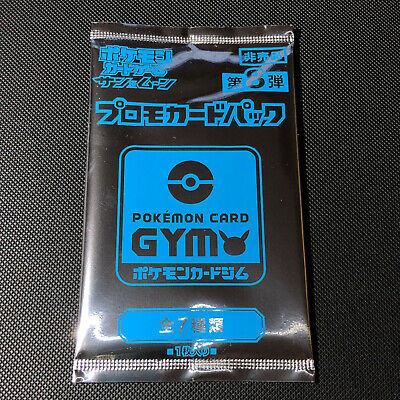 ポケモン
カードゲーム
サン&ムーン
非売品
第8弾
プロモカードパック
POKÉMON CARD
GYM
ポケモンカードジム
全7種類
■1枚入り■